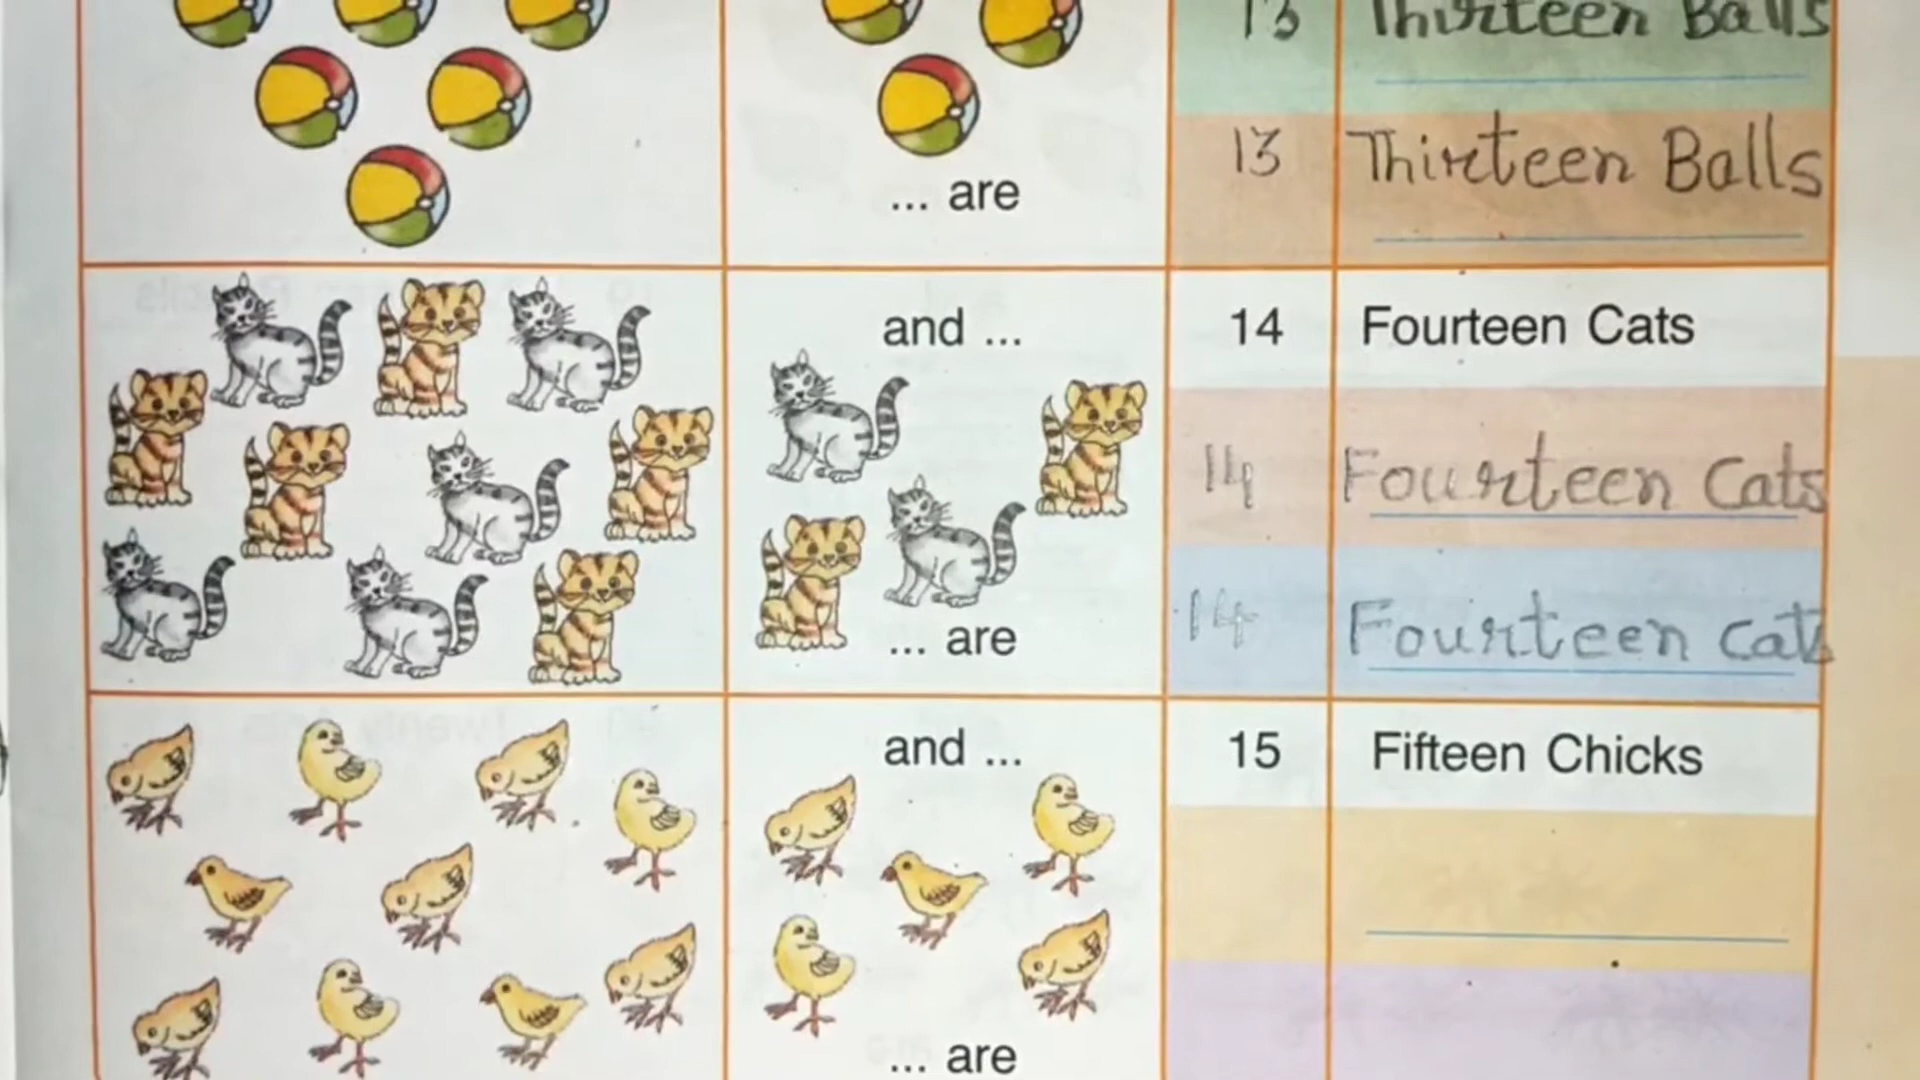 13 Thirteen Balls
13 Thirteen Balls
... are
and ... 14 Fourteen Cats
14 Fourteen Cats
14 Fourteen Cats
... are
and ... 15 Fifteen Chicks
... are